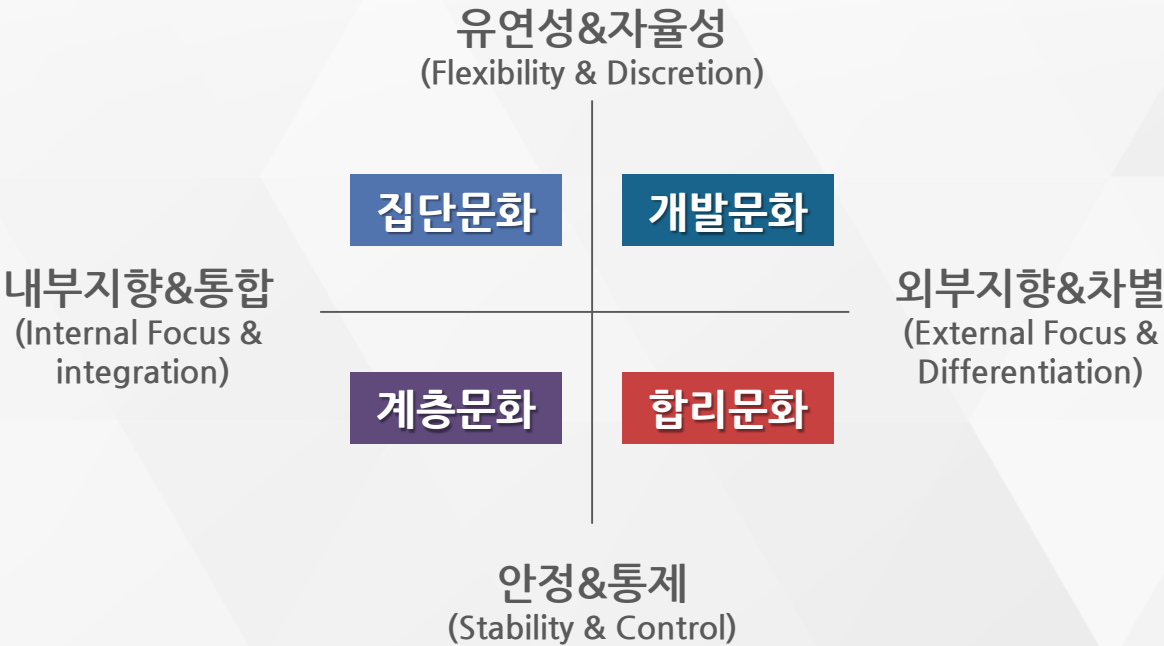 유연성&자율성
(Flexibility & Discretion)
집단문화
개발문화
내부지향&통합
(Internal Focus &
integration)
외부지향&차별
(External Focus &
Differentiation)
계층문화
합리문화
안정&통제
(Stability & Control)